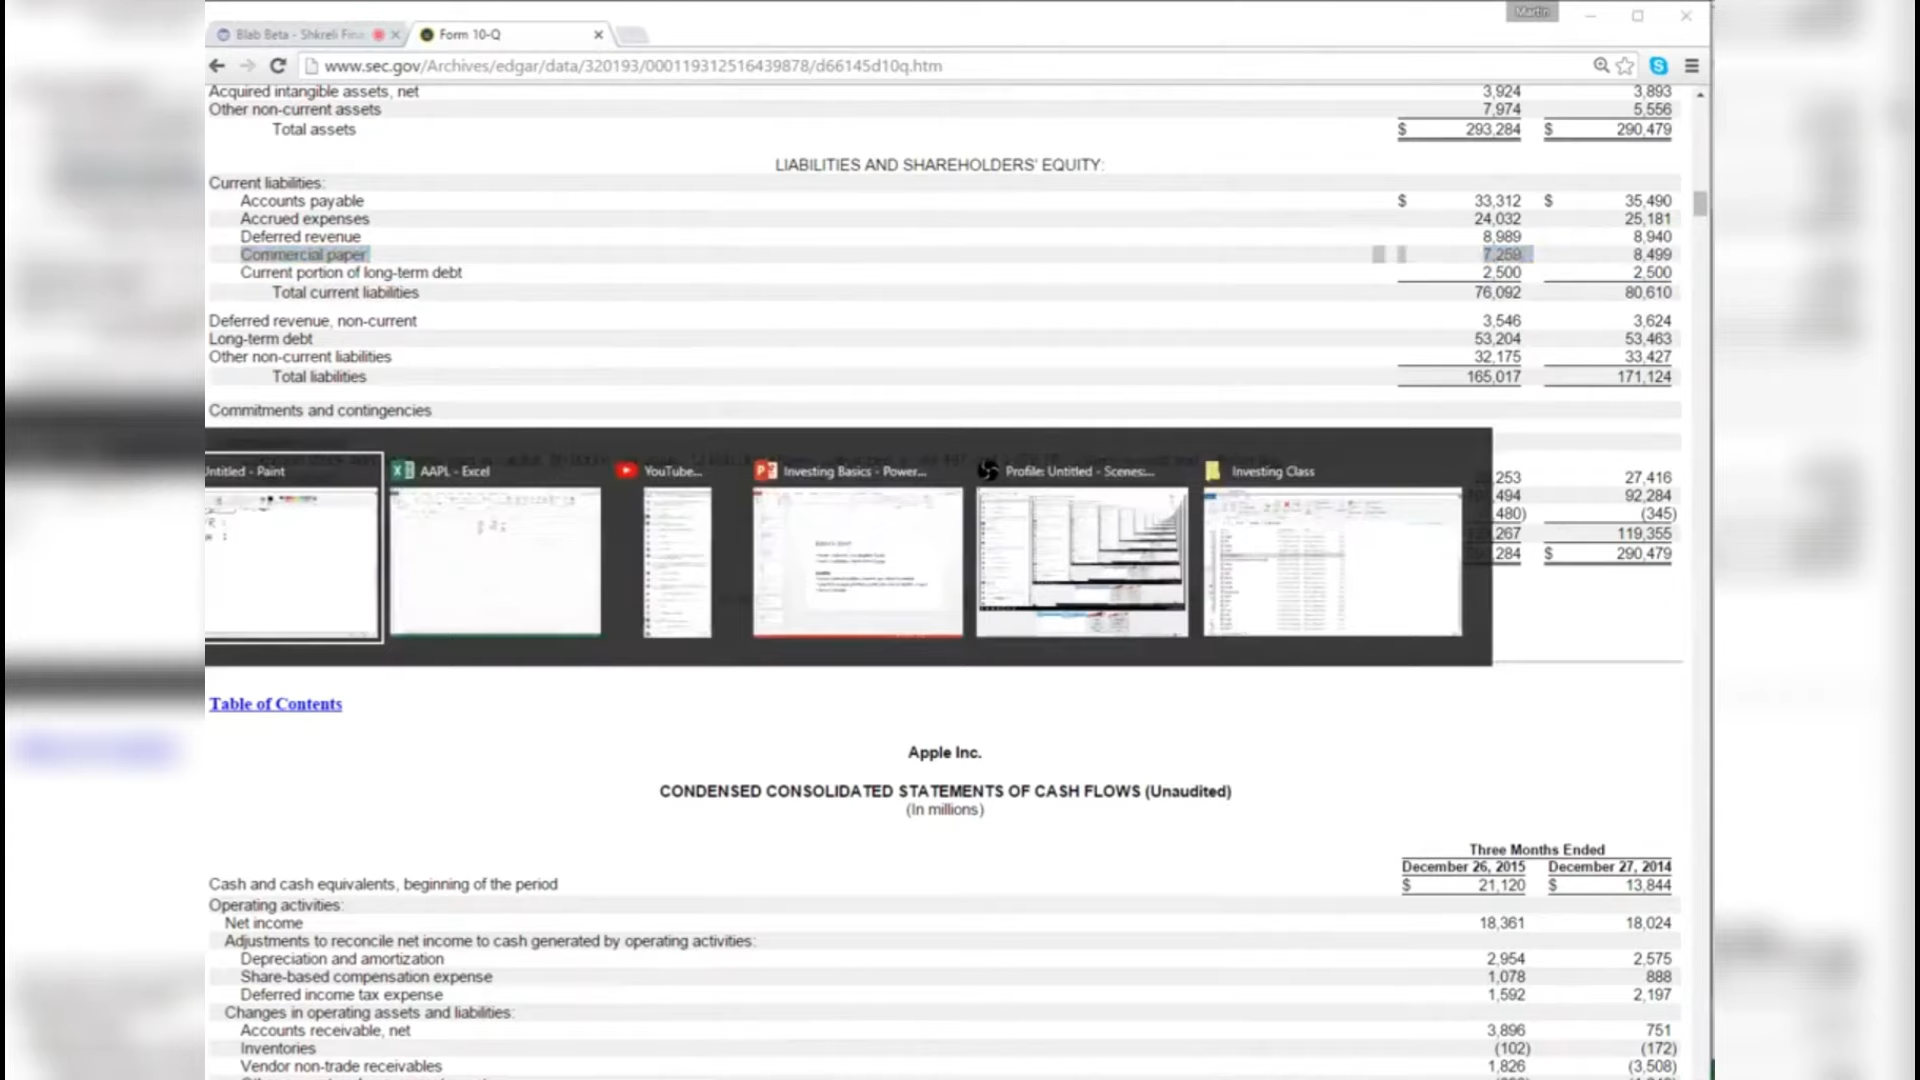 Martin
Blab Beta - Shkreli Fina
Form 10-Q
www.sec.gov/Archives/edgar/data/320193/000119312516439878/d66145d10q.htm
Acquired intangible assets, net 3,924 3,893
Other non-current assets 7,974 5,556
Total assets $ 293,284 $ 290,479
LIABILITIES AND SHAREHOLDERS' EQUITY:
Current liabilities:
Accounts payable $ 33,312 $ 35,490
Accrued expenses 24,032 25,181
Deferred revenue 8,989 8,940
Commercial paper 7,259 8,499
Current portion of long-term debt 2,500 2,500
Total current liabilities 76,092 80,610
Deferred revenue, non-current 3,546 3,624
Long-term debt 53,204 53,463
Other non-current liabilities 32,175 33,427
Total liabilities 165,017 171,124
Commitments and contingencies
Untitled - Paint AAPL - Excel YouTube... Investing Basics - Power... Profile: Untitled - Scenes:... Investing Class
253 27,416
494 92,284
480) (345)
267 119,355
284 $ 290,479
Table of Contents
Apple Inc.
CONDENSED CONSOLIDATED STATEMENTS OF CASH FLOWS (Unaudited)
(In millions)
Three Months Ended
December 26, 2015 December 27, 2014
Cash and cash equivalents, beginning of the period $ 21,120 $ 13,844
Operating activities:
Net income 18,361 18,024
Adjustments to reconcile net income to cash generated by operating activities:
Depreciation and amortization 2,954 2,575
Share-based compensation expense 1,078 888
Deferred income tax expense 1,592 2,197
Changes in operating assets and liabilities:
Accounts receivable, net 3,896 751
Inventories (102) (172)
Vendor non-trade receivables 1,826 (3,508)